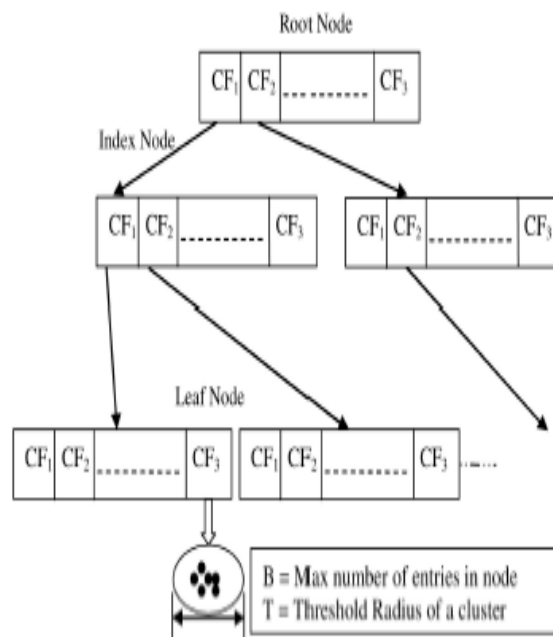 Root Node
CF1 CF2 CF3
Index Node
CF1 CF2 CF3
CF1 CF2 CF3
Leaf Node
CF1 CF2 CF3
CF1 CF2 CF3
B = Max number of entries in node
T = Threshold Radius of a cluster